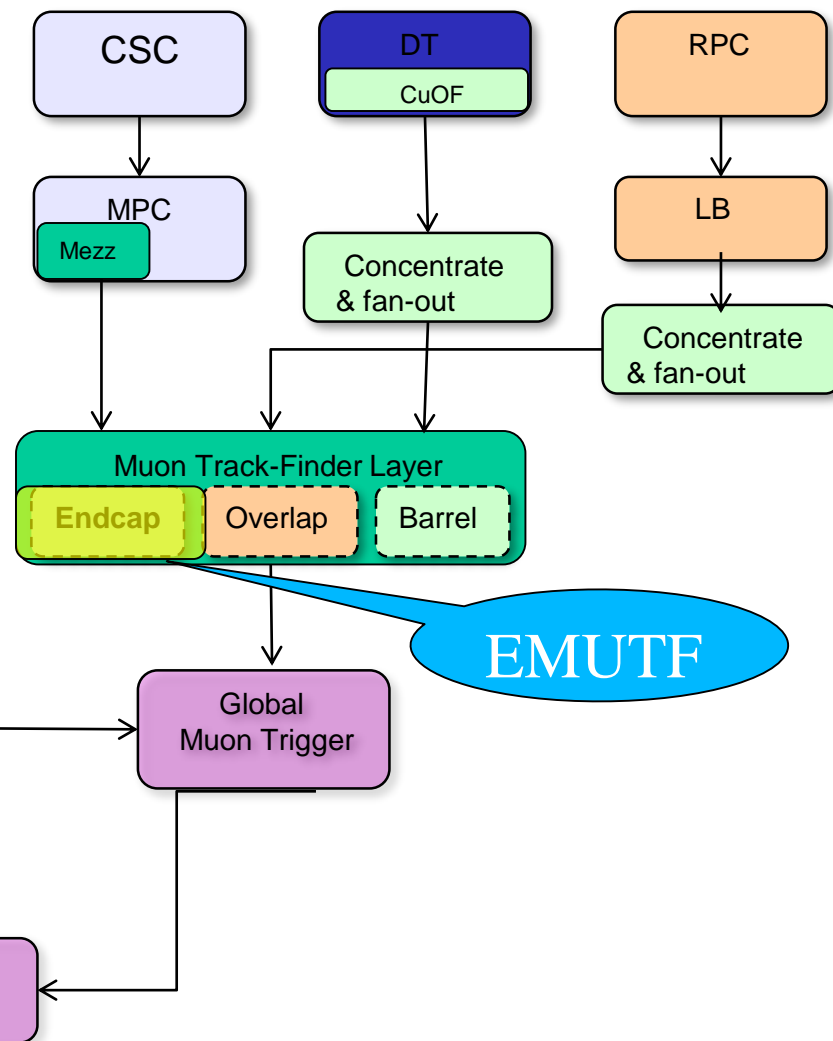 CSC
DT
RPC
CuOF
MPC
LB
Mezz
Concentrate
& fan-out
Concentrate
& fan-out
Muon Track-Finder Layer
Endcap
Overlap
Barrel
EMUTF
Global
Muon Trigger